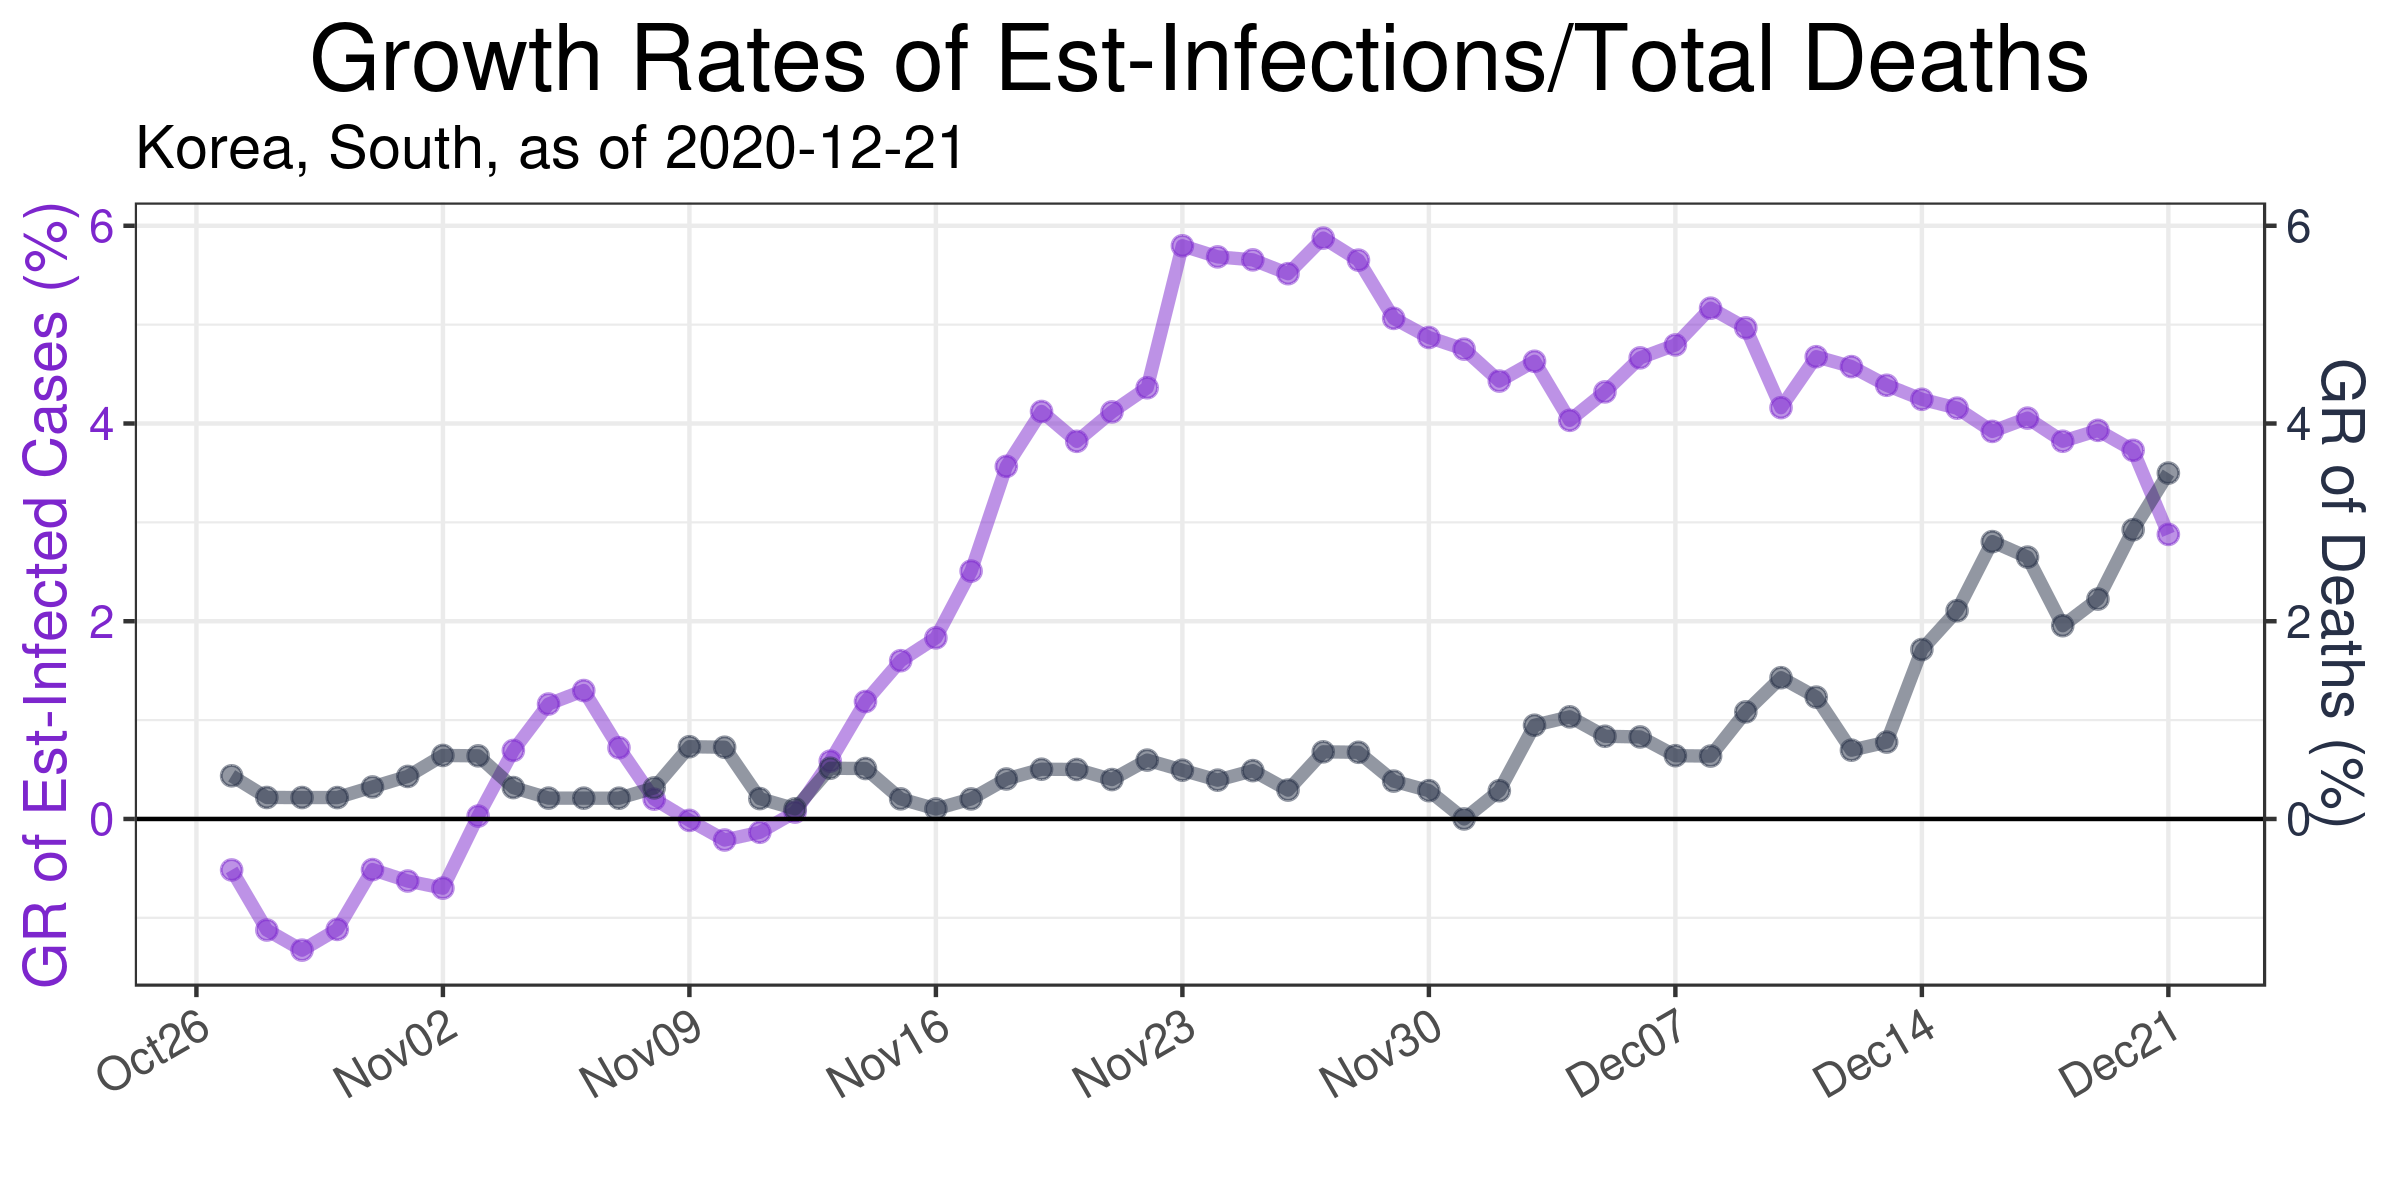 Growth Rates of Est-Infections/Total Deaths
Korea, South, as of 2020-12-21
GR of Est-Infected Cases (%)
6
4
2
0
6
4
2
0
GR of Deaths (%)
Oct26
Nov02
Nov09
Nov16
Nov23
Nov30
Dec07
Dec14
Dec21